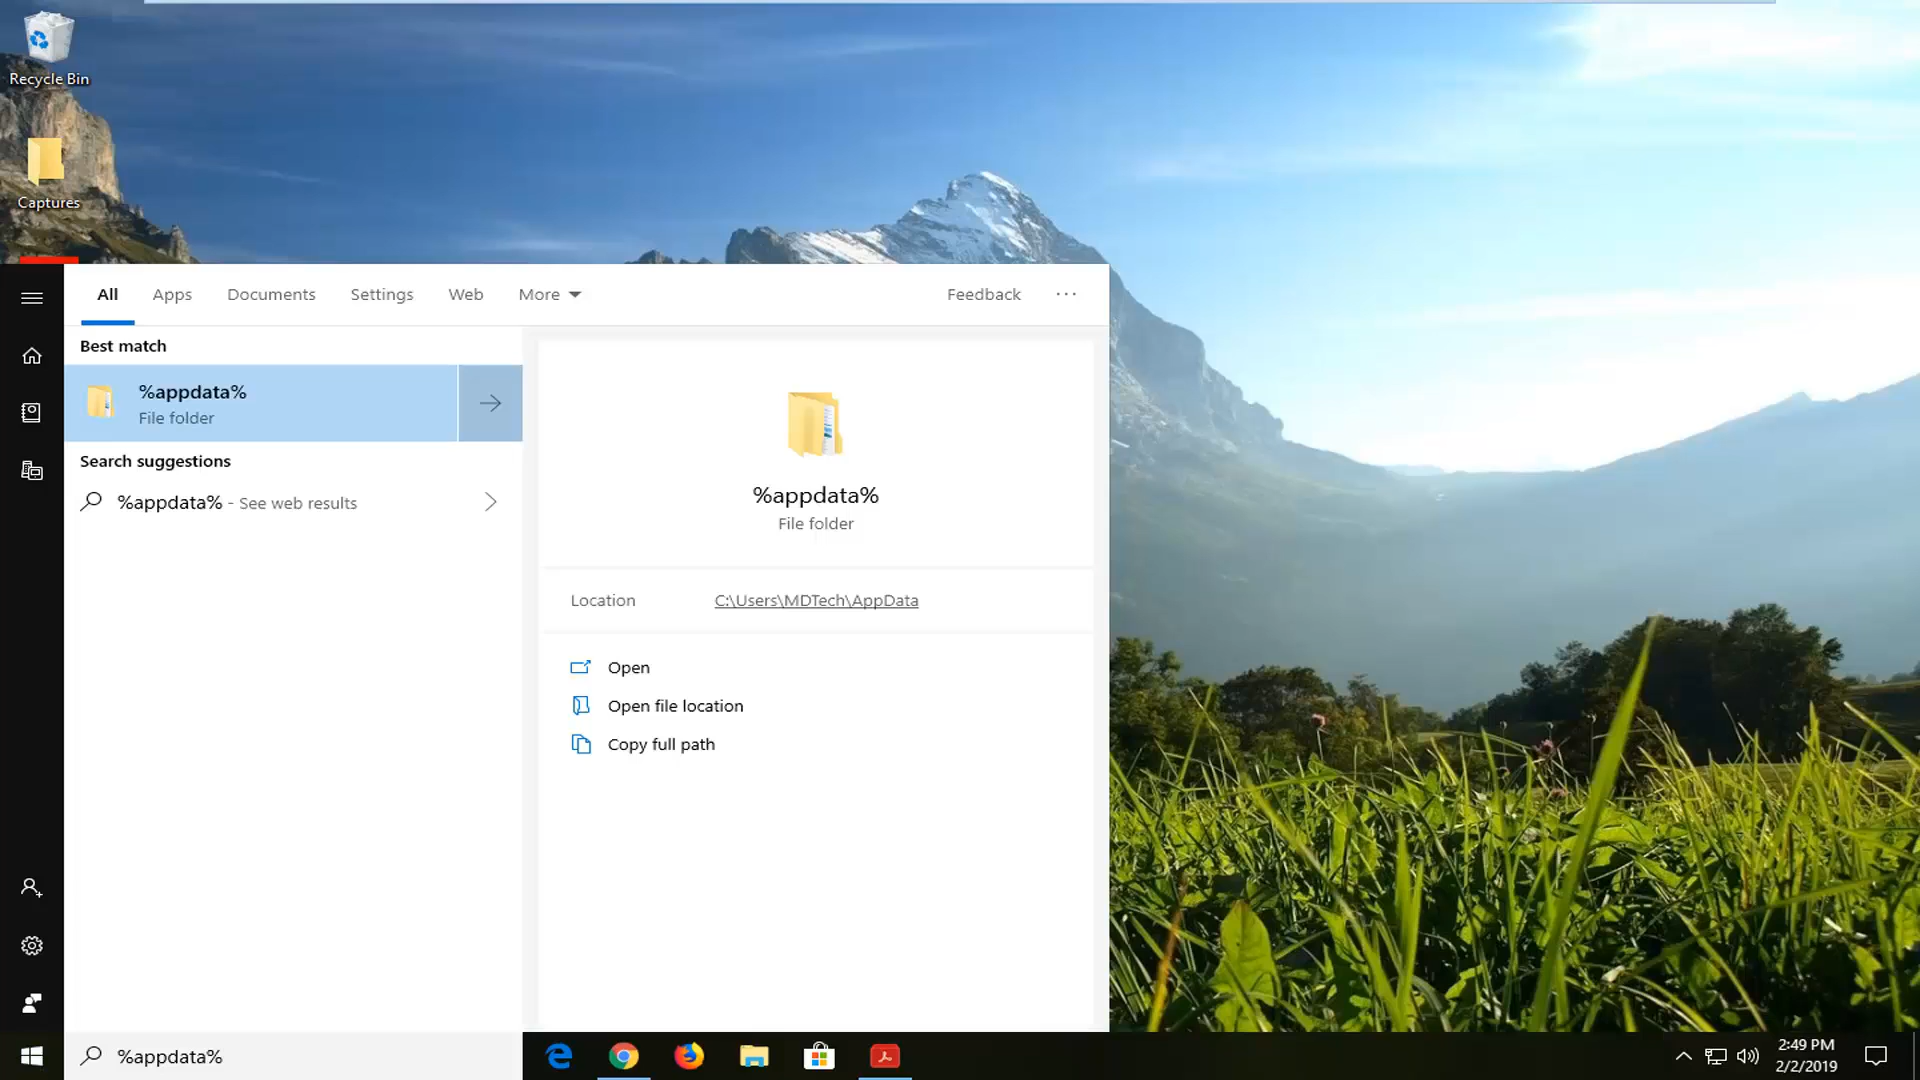 Recycle Bin
Captures
All Apps Documents Settings Web More Feedback ...
Best match
%appdata%
File folder
Search suggestions
%appdata% - See web results
%appdata%
File folder
Location C:\Users\MDTech\AppData
Open
Open file location
Copy full path
%appdata%
2:49 PM
2/2/2019